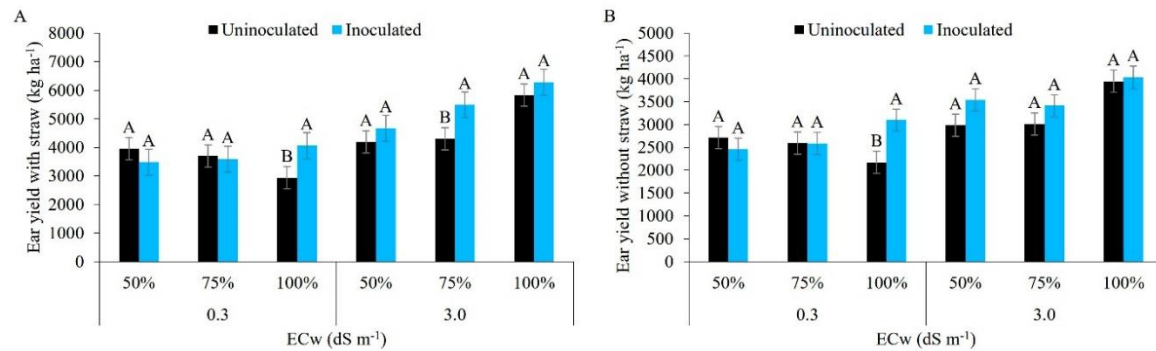 A
Uninoculated Inoculated
Ear yield with straw (kg ha⁻¹)
8000
7000
6000
5000
4000
3000
2000
1000
0
A A A A B A A A B A A A
50% 75% 100% 50% 75% 100%
0.3 3.0
ECw (dS m⁻¹)
B
Uninoculated Inoculated
Ear yield without straw (kg ha⁻¹)
5000
4500
4000
3500
3000
2500
2000
1500
1000
500
0
A A A A B A A A A A A A
50% 75% 100% 50% 75% 100%
0.3 3.0
ECw (dS m⁻¹)